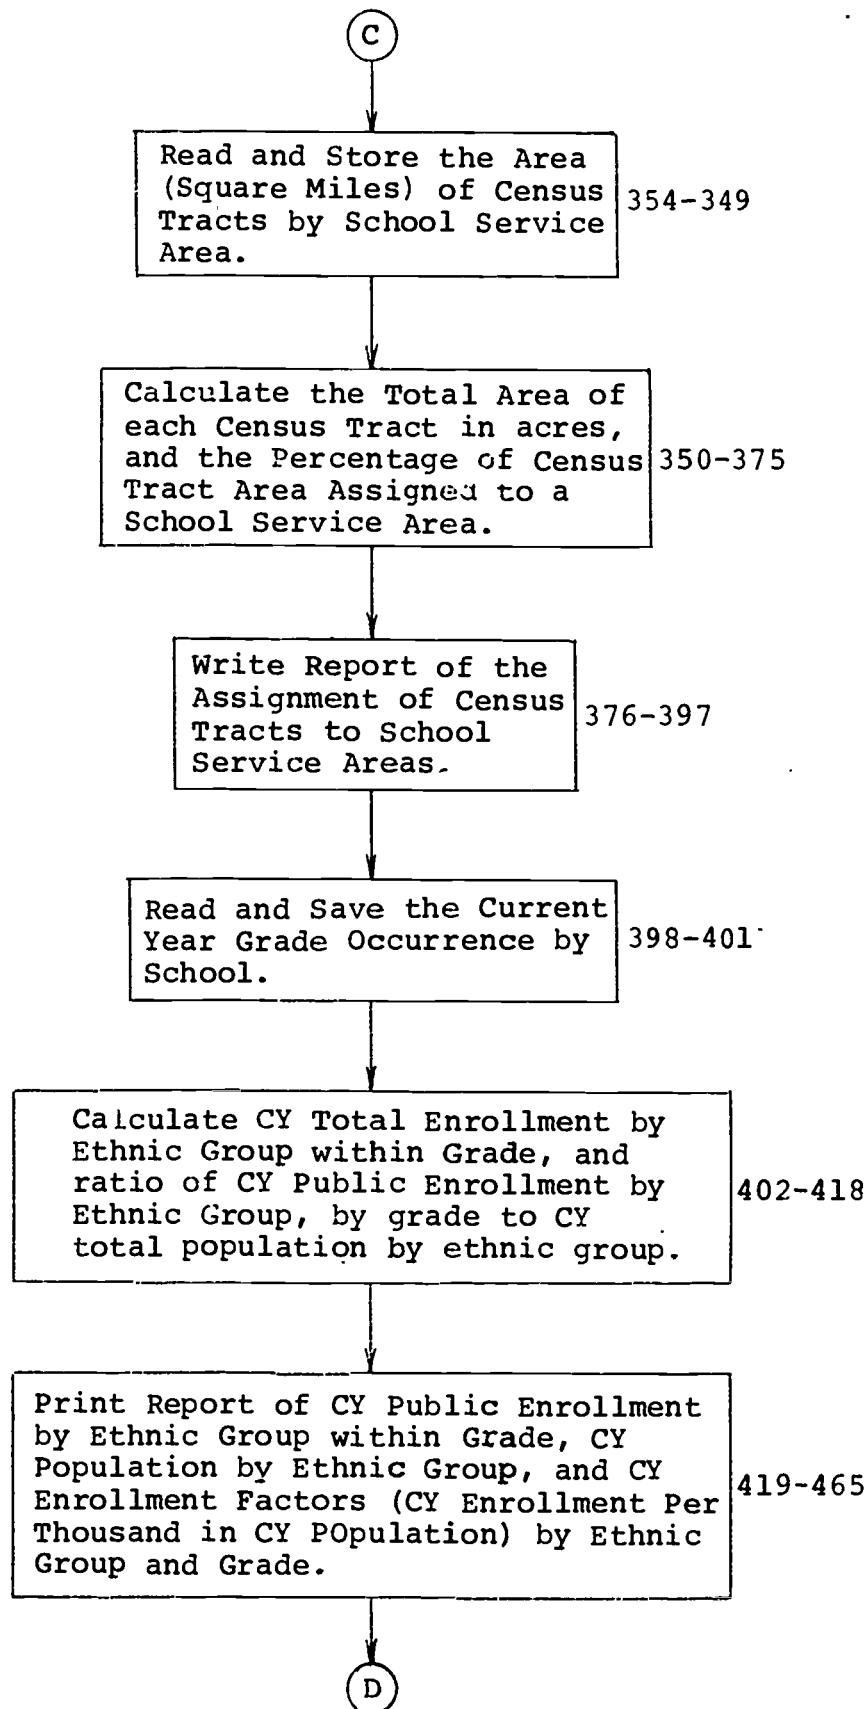 C
Read and Store the Area
(Square Miles) of Census
Tracts by School Service
Area.
354-349
Calculate the Total Area of
each Census Tract in acres,
and the Percentage of Census
Tract Area Assigned to a
School Service Area.
350-375
Write Report of the
Assignment of Census
Tracts to School
Service Areas.
376-397
Read and Save the Current
Year Grade Occurrence by
School.
398-401
Calculate CY Total Enrollment by
Ethnic Group within Grade, and
ratio of CY Public Enrollment by
Ethnic Group, by grade to CY
total population by ethnic group.
402-418
Print Report of CY Public Enrollment
by Ethnic Group within Grade, CY
Population by Ethnic Group, and CY
Enrollment Factors (CY Enrollment Per
Thousand in CY POpulation) by Ethnic
Group and Grade.
419-465
D